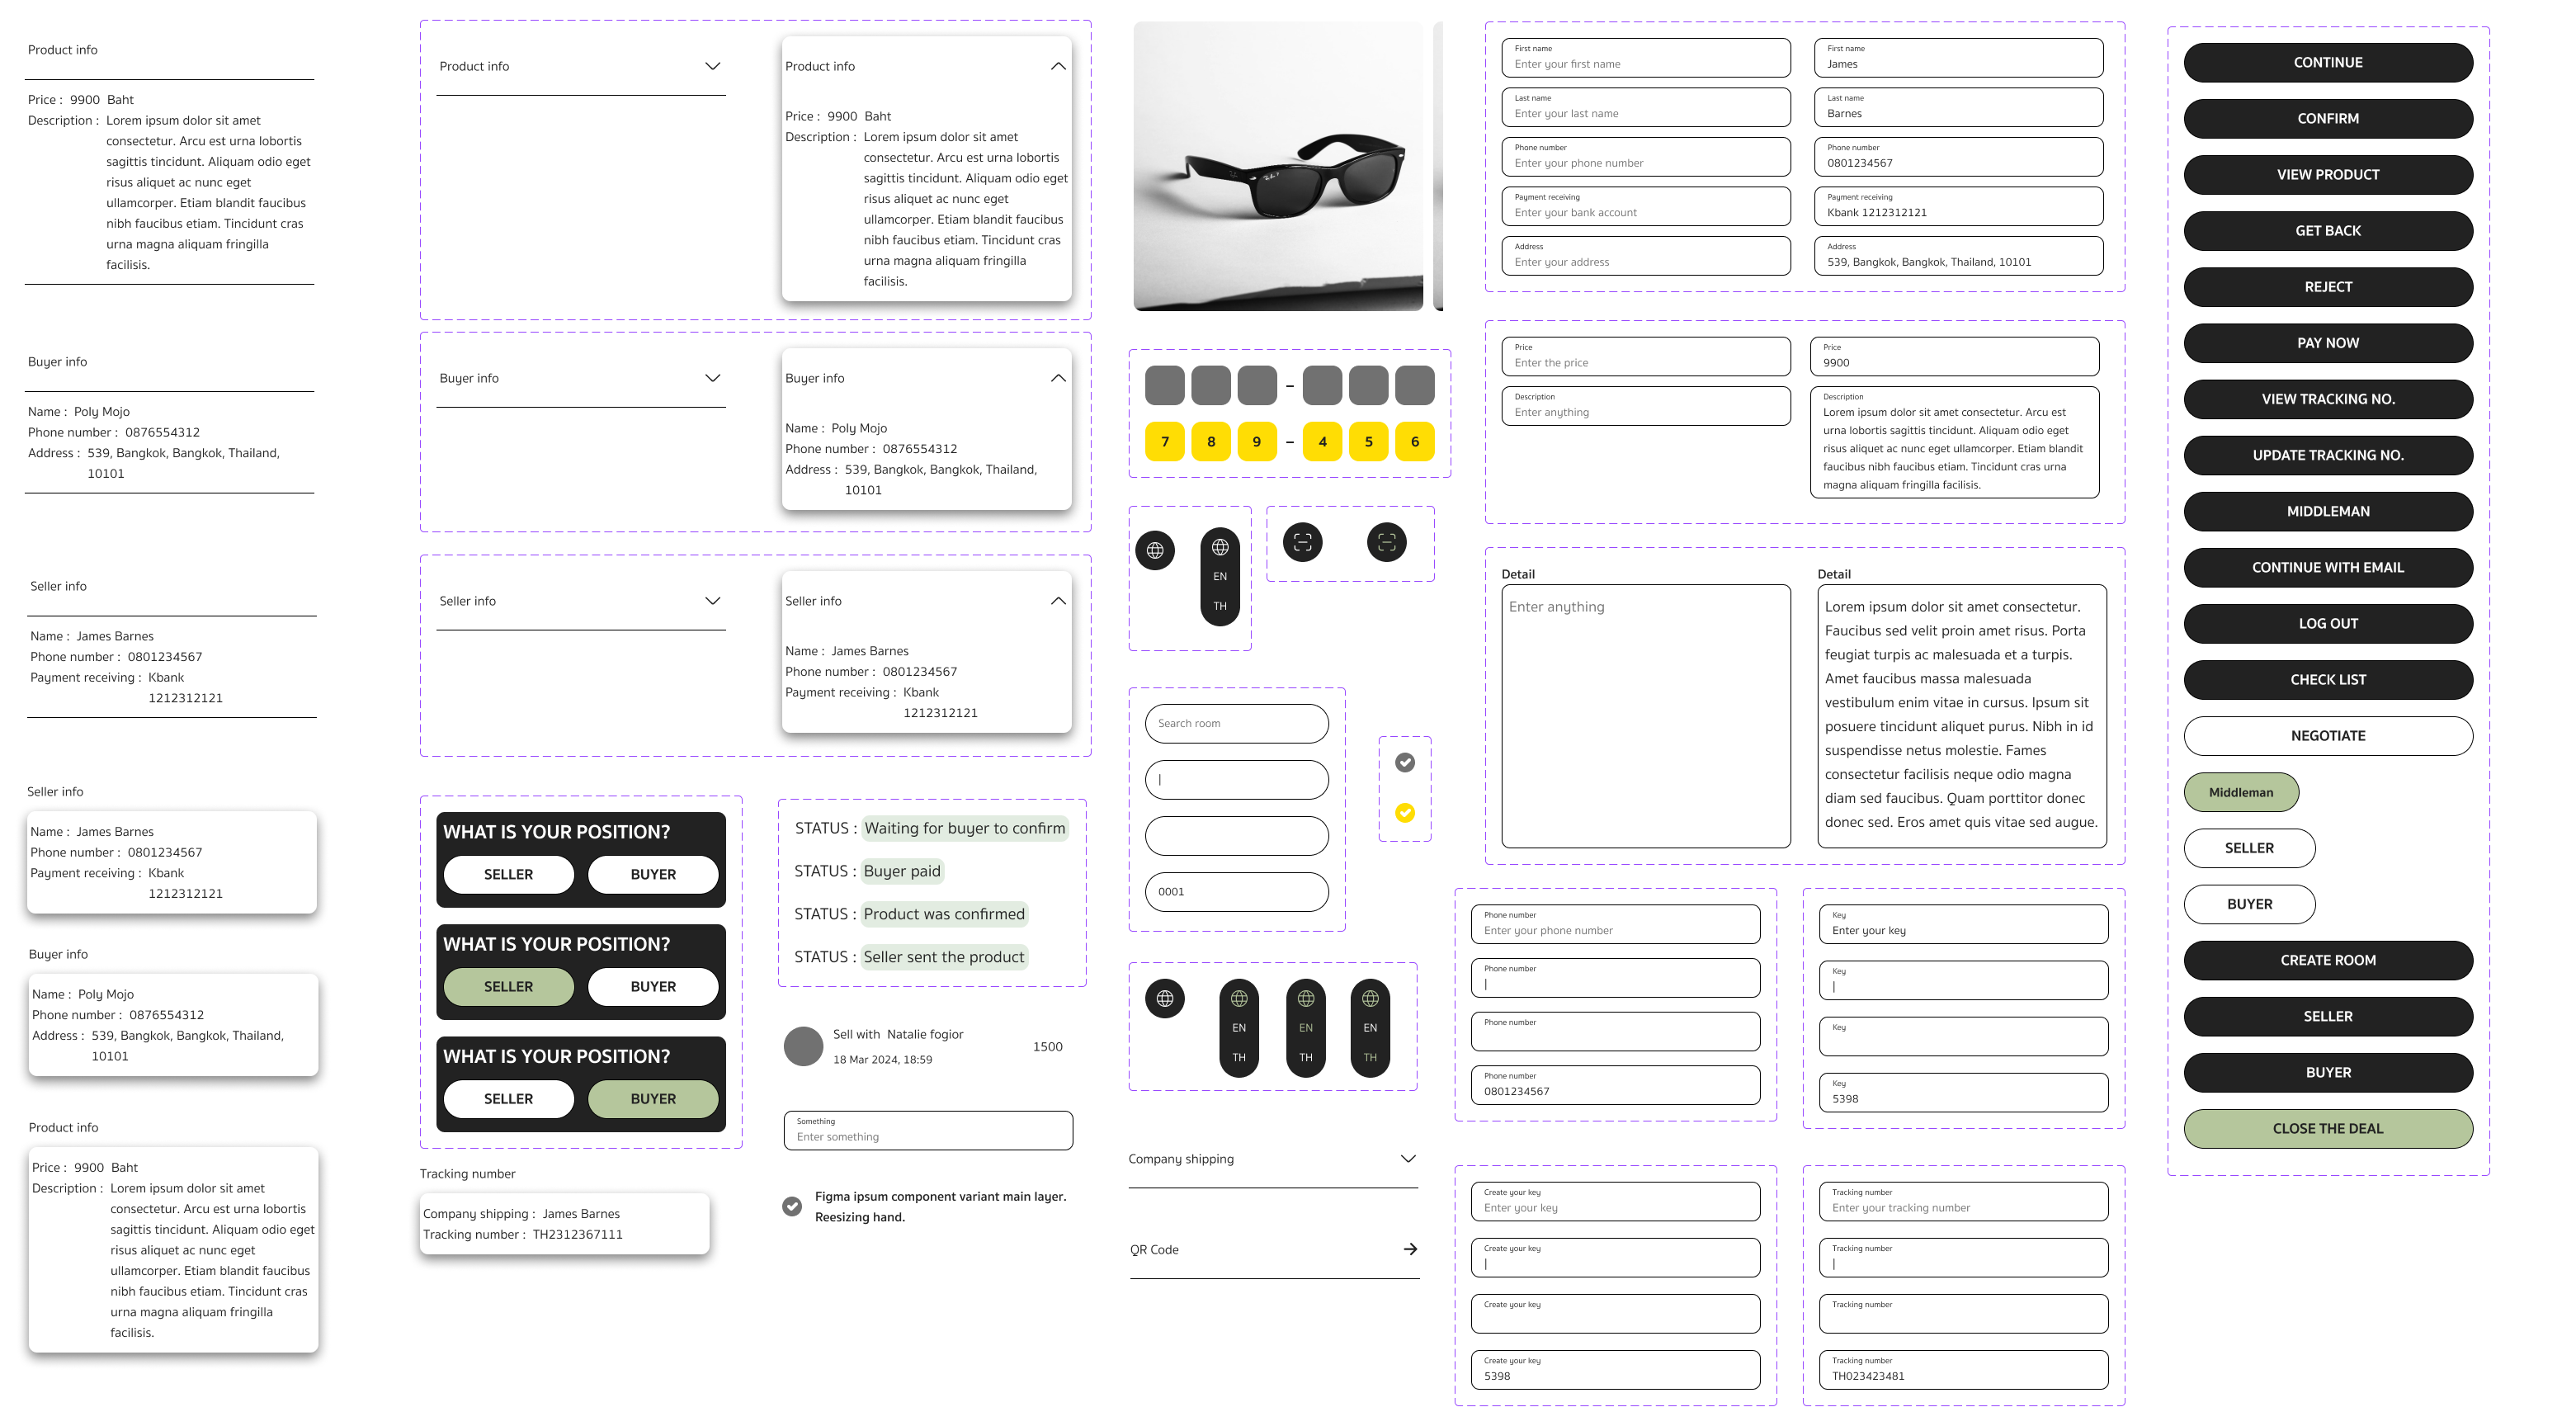 Product info
Price : 9900 Baht
Description : Lorem ipsum dolor sit amet
consectetur. Arcu est urna lobortis
sagittis tincidunt. Aliquam odio eget
risus aliquet ac nunc eget
ullamcorper. Etiam blandit faucibus
nibh faucibus etiam. Tincidunt cras
urna magna aliquam fringilla
facilisis.
Buyer info
Name : Poly Mojo
Phone number : 0876554312
Address : 539, Bangkok, Bangkok, Thailand,
10101
Seller info
Name : James Barnes
Phone number : 0801234567
Payment receiving : Kbank
1212312121
Seller info
Name : James Barnes
Phone number : 0801234567
Payment receiving : Kbank
1212312121
Buyer info
Name : Poly Mojo
Phone number : 0876554312
Address : 539, Bangkok, Bangkok, Thailand,
10101
Product info
Price : 9900 Baht
Description : Lorem ipsum dolor sit amet
consectetur. Arcu est urna lobortis
sagittis tincidunt. Aliquam odio eget
risus aliquet ac nunc eget
ullamcorper. Etiam blandit faucibus
nibh faucibus etiam. Tincidunt cras
urna magna aliquam fringilla
facilisis.
Product info
Product info
Price : 9900 Baht
Description : Lorem ipsum dolor sit amet
consectetur. Arcu est urna lobortis
sagittis tincidunt. Aliquam odio eget
risus aliquet ac nunc eget
ullamcorper. Etiam blandit faucibus
nibh faucibus etiam. Tincidunt cras
urna magna aliquam fringilla
facilisis.
Buyer info
Buyer info
Name : Poly Mojo
Phone number : 0876554312
Address : 539, Bangkok, Bangkok, Thailand,
10101
Seller info
Seller info
Name : James Barnes
Phone number : 0801234567
Payment receiving : Kbank
1212312121
WHAT IS YOUR POSITION?
SELLER BUYER
WHAT IS YOUR POSITION?
SELLER BUYER
WHAT IS YOUR POSITION?
SELLER BUYER
Tracking number
Company shipping : James Barnes
Tracking number : TH2312367111
STATUS : Waiting for buyer to confirm
STATUS : Buyer paid
STATUS : Product was confirmed
STATUS : Seller sent the product
Sell with Natalie fogior
18 Mar 2024, 18:59
1500
Something
Enter something
Figma ipsum component variant main layer.
Reesizing hand.
Ray-Ban
–
7 8 9 – 4 5 6
EN
TH
Search room
|
0001
EN
TH
EN
TH
EN
TH
Company shipping
QR Code
First name
Enter your first name
Last name
Enter your last name
Phone number
Enter your phone number
Payment receiving
Enter your bank account
Address
Enter your address
First name
James
Last name
Barnes
Phone number
0801234567
Payment receiving
Kbank 1212312121
Address
539, Bangkok, Bangkok, Thailand, 10101
Price
Enter the price
Description
Enter anything
Price
9900
Description
Lorem ipsum dolor sit amet consectetur. Arcu est
urna lobortis sagittis tincidunt. Aliquam odio eget
risus aliquet ac nunc eget ullamcorper. Etiam blandit
faucibus nibh faucibus etiam. Tincidunt cras urna
magna aliquam fringilla facilisis.
Detail
Enter anything
Detail
Lorem ipsum dolor sit amet consectetur.
Faucibus sed velit proin amet risus. Porta
feugiat turpis ac malesuada et a turpis.
Amet faucibus massa malesuada
vestibulum enim vitae in cursus. Ipsum sit
posuere tincidunt aliquet purus. Nibh in id
suspendisse netus molestie. Fames
consectetur facilisis neque odio magna
diam sed faucibus. Quam porttitor donec
donec sed. Eros amet quis vitae sed augue.
Phone number
Enter your phone number
Phone number
|
Phone number
Phone number
0801234567
Key
Enter your key
Key
|
Key
Key
5398
Create your key
Enter your key
Create your key
|
Create your key
Create your key
5398
Tracking number
Enter your tracking number
Tracking number
|
Tracking number
Tracking number
TH023423481
CONTINUE
CONFIRM
VIEW PRODUCT
GET BACK
REJECT
PAY NOW
VIEW TRACKING NO.
UPDATE TRACKING NO.
MIDDLEMAN
CONTINUE WITH EMAIL
LOG OUT
CHECK LIST
NEGOTIATE
Middleman
SELLER
BUYER
CREATE ROOM
SELLER
BUYER
CLOSE THE DEAL